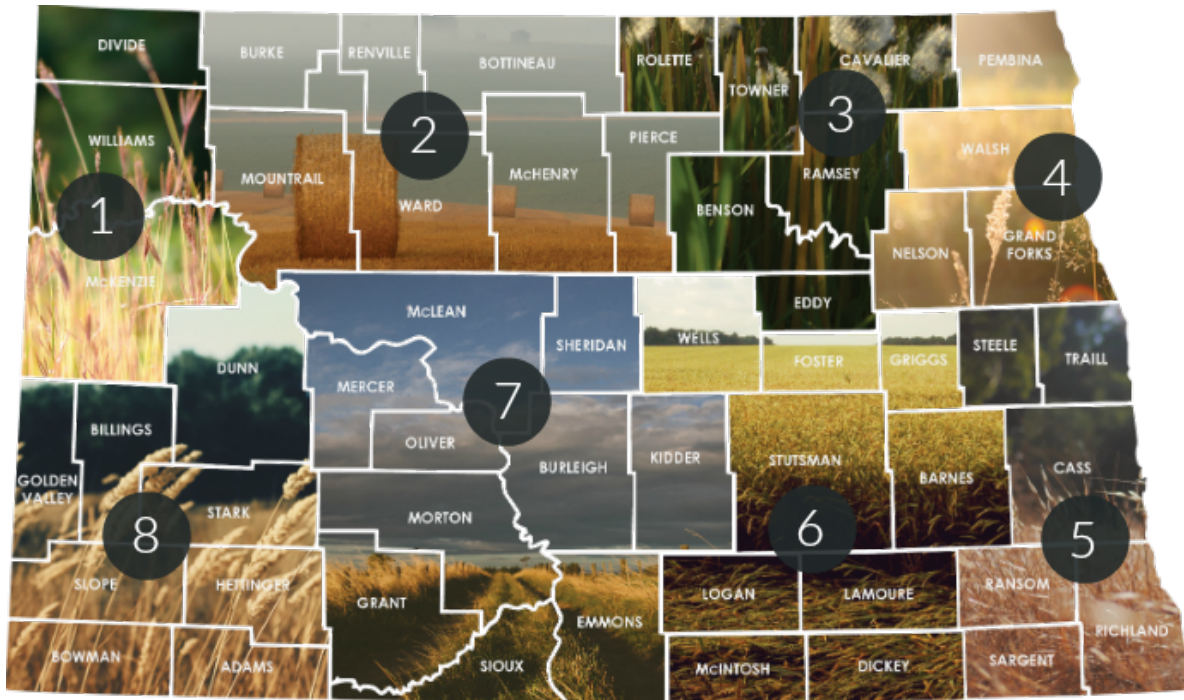 DIVIDE
BURKE
RENVILLE
BOTTINEAU
ROLETTE
TOWNER
CAVALIER
PEMBINA
WILLIAMS
MOUNTRAIL
2
WARD
McHENRY
PIERCE
3
BENSON
RAMSEY
WALSH
4
NELSON
GRAND
FORKS
1
McKENZIE
DUNN
McLEAN
SHERIDAN
WELLS
EDDY
FOSTER
GRIGGS
STEELE
TRAILL
MERCER
7
OLIVER
BURLEIGH
KIDDER
STUTSMAN
BARNES
CASS
BILLINGS
GOLDEN
VALLEY
STARK
MORTON
8
6
5
SLOPE
HETTINGER
GRANT
EMMONS
LOGAN
LAMOURE
RANSOM
RICHLAND
BOWMAN
ADAMS
SIOUX
McINTOSH
DICKEY
SARGENT